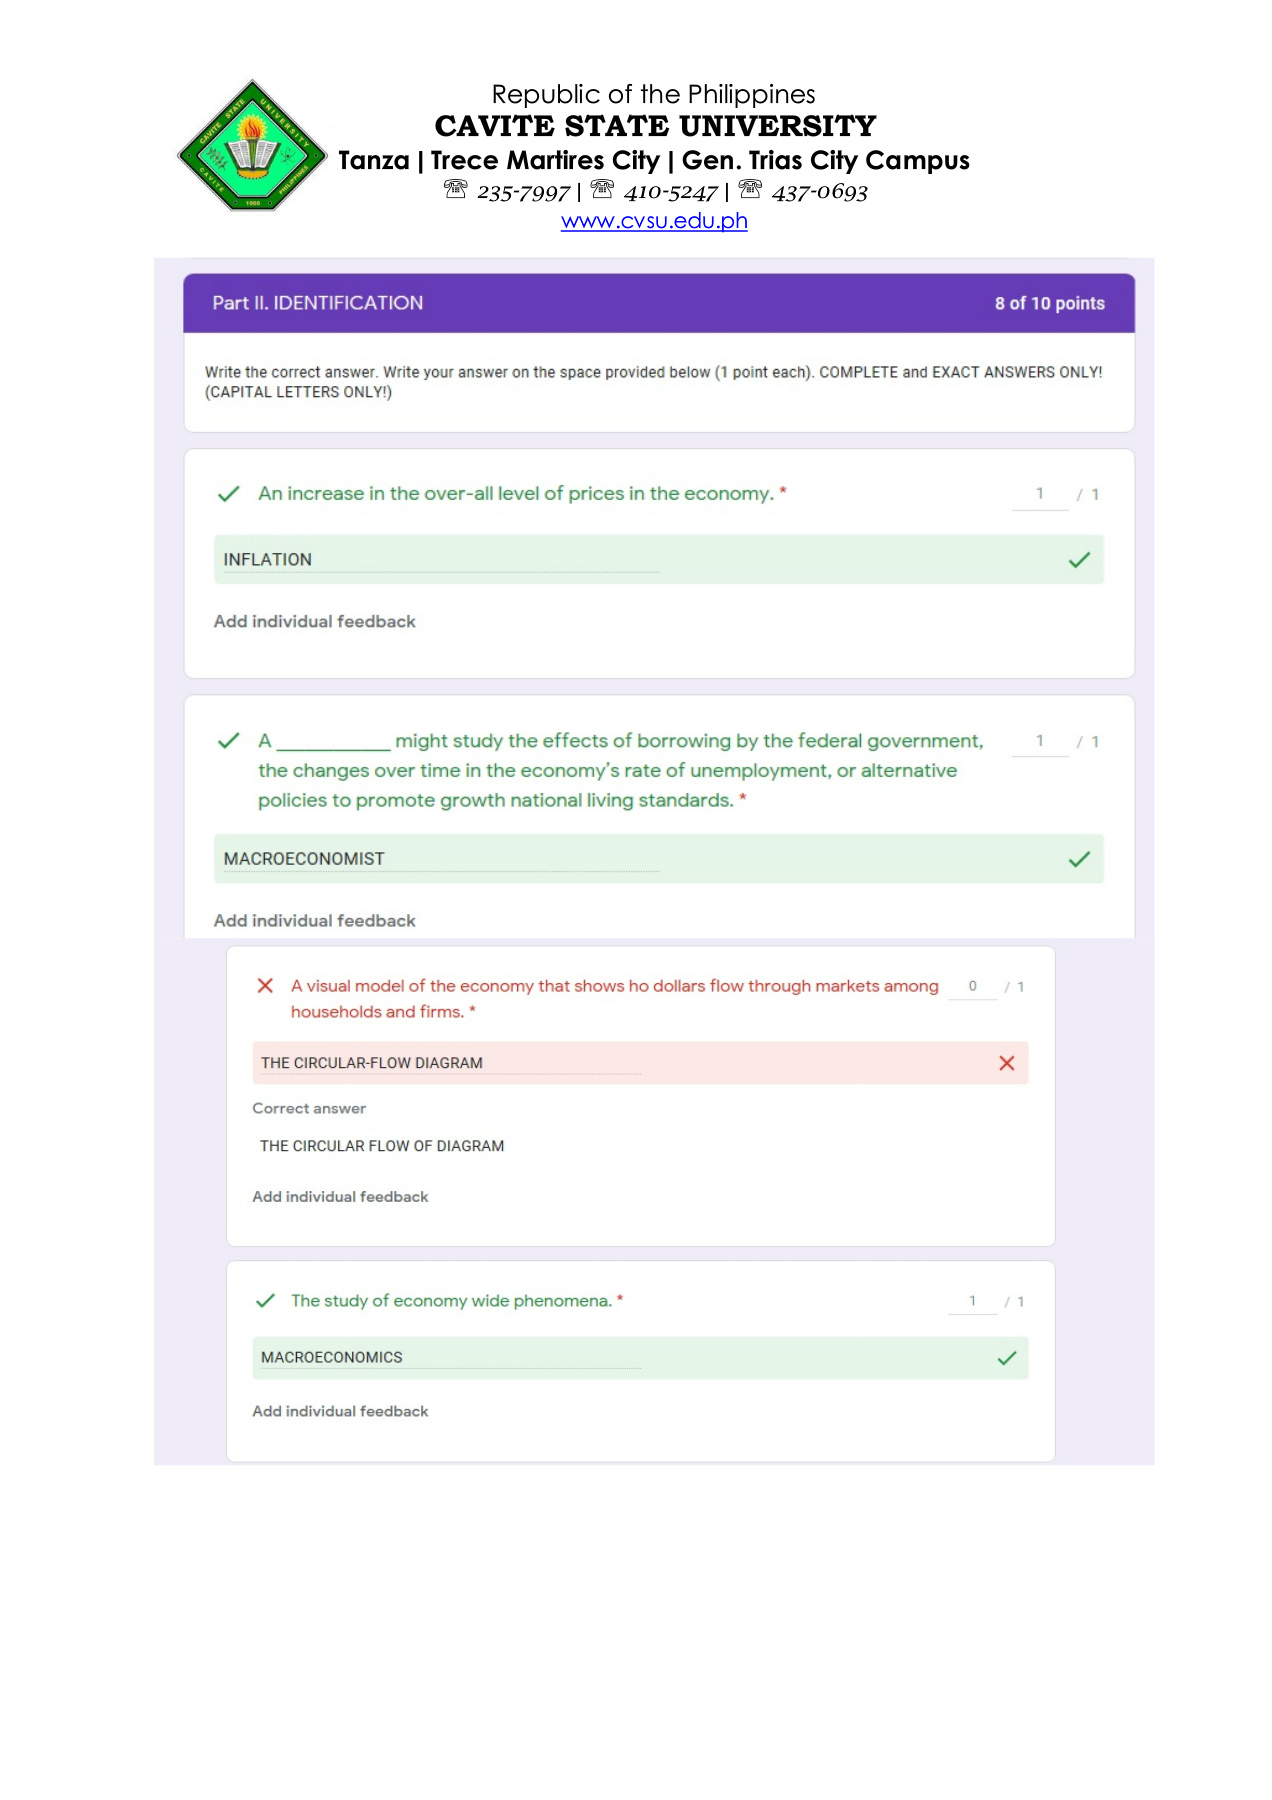 Republic of the Philippines
CAVITE STATE UNIVERSITY
Tanza | Trece Martires City | Gen. Trias City Campus
☏ 235-7997 | ☏ 410-5247 | ☏ 437-0693
www.cvsu.edu.ph
CAVITE STATE UNIVERSITY
CAVITE PHILIPPINES
1906
Part II. IDENTIFICATION 8 of 10 points
Write the correct answer. Write your answer on the space provided below (1 point each). COMPLETE and EXACT ANSWERS ONLY!
(CAPITAL LETTERS ONLY!)
An increase in the over-all level of prices in the economy. * 1 / 1
INFLATION
Add individual feedback
A ____________ might study the effects of borrowing by the federal government, 1 / 1
the changes over time in the economy's rate of unemployment, or alternative
policies to promote growth national living standards. *
MACROECONOMIST
Add individual feedback
A visual model of the economy that shows ho dollars flow through markets among 0 / 1
households and firms. *
THE CIRCULAR-FLOW DIAGRAM
Correct answer
THE CIRCULAR FLOW OF DIAGRAM
Add individual feedback
The study of economy wide phenomena. * 1 / 1
MACROECONOMICS
Add individual feedback